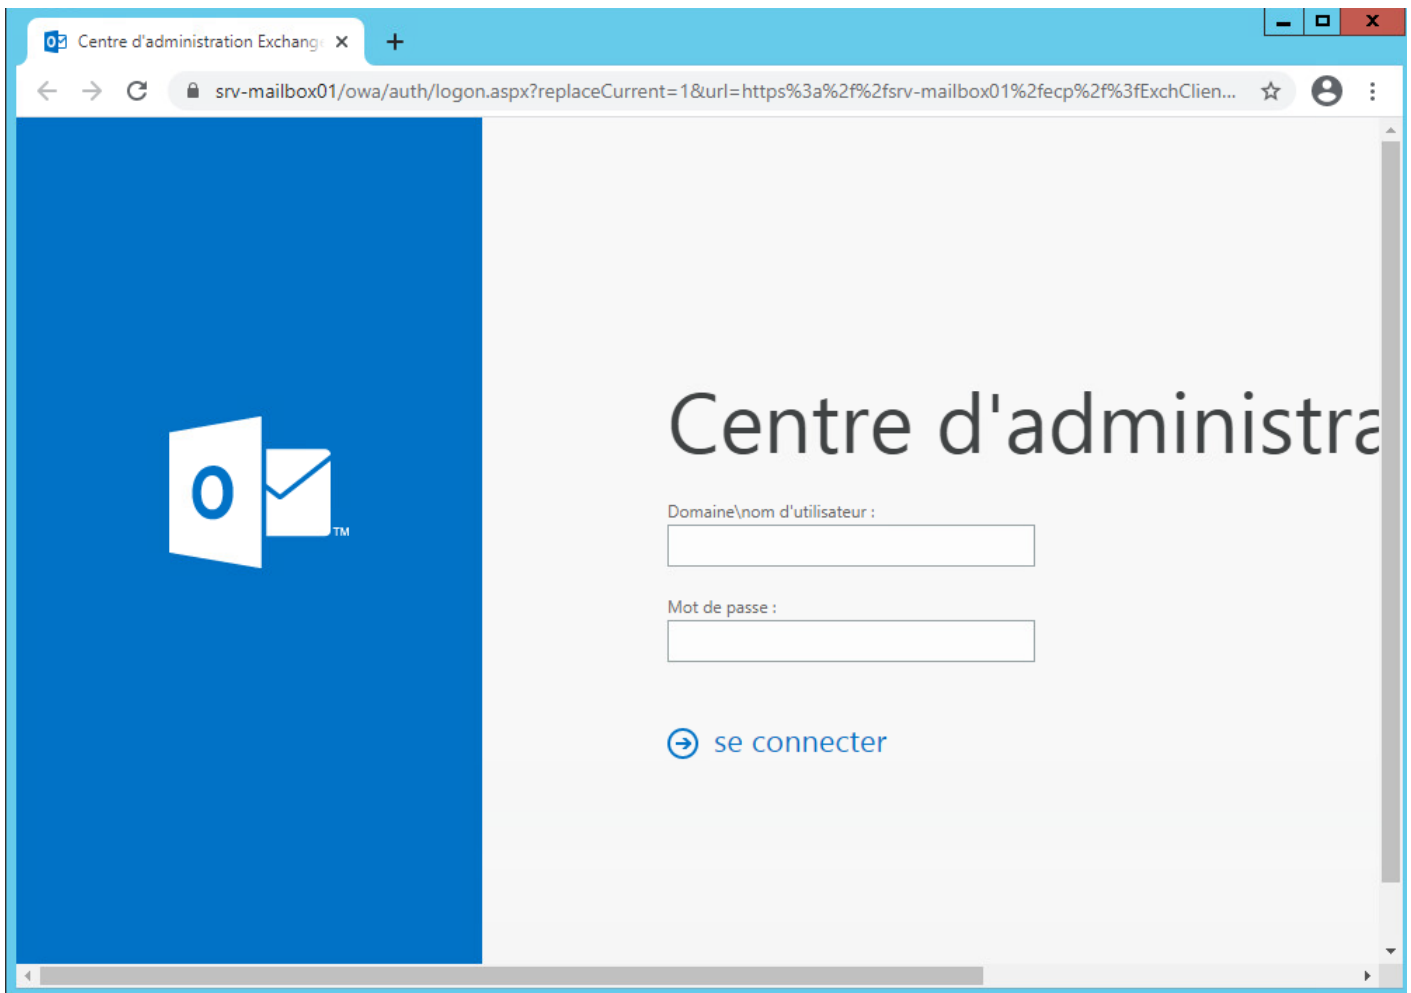 Centre d'administration Exchang
srv-mailbox01/owa/auth/logon.aspx?replaceCurrent=1&url=https%3a%2f%2fsrv-mailbox01%2fecp%2f%3fExchClien...
Centre d'administra
Domaine\nom d'utilisateur :
O
TM
Mot de passe :
se connecter